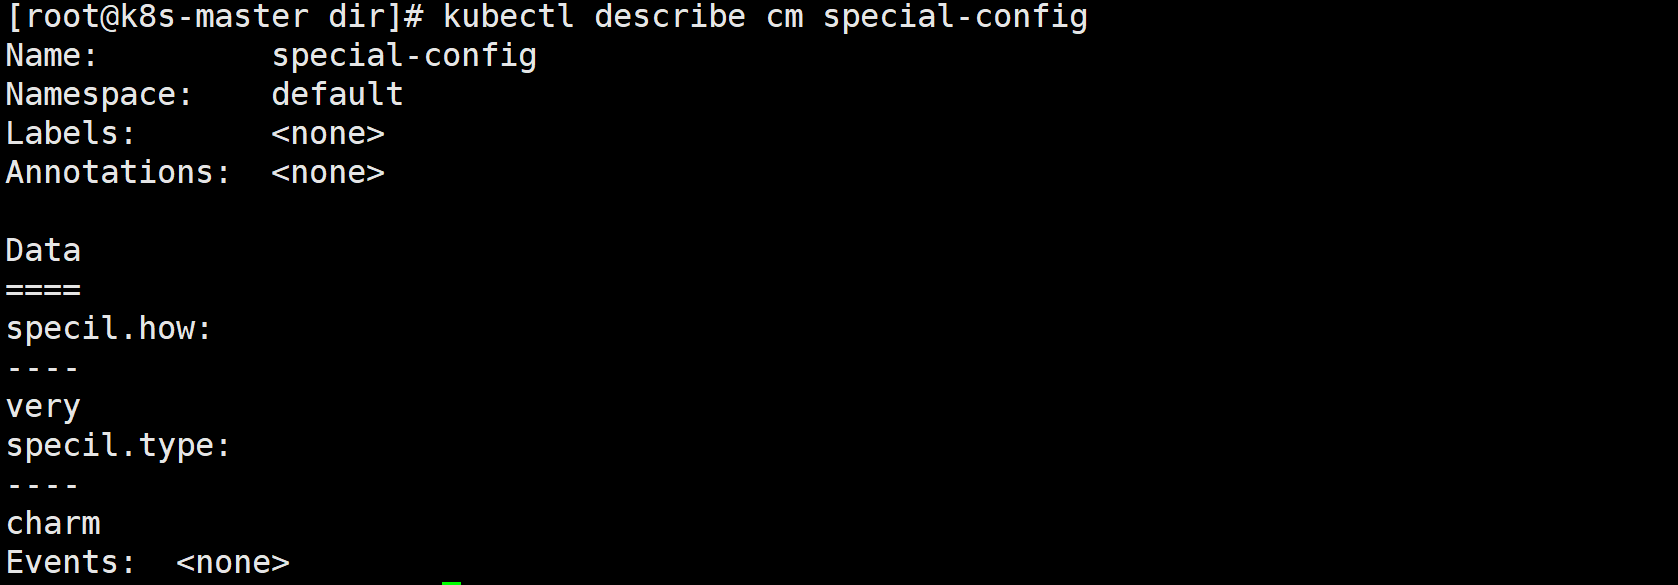 [root@k8s-master dir]# kubectl describe cm special-config
Name:         special-config
Namespace:    default
Labels:       <none>
Annotations:  <none>

Data
====
specil.how:
----
very
specil.type:
----
charm
Events:  <none>